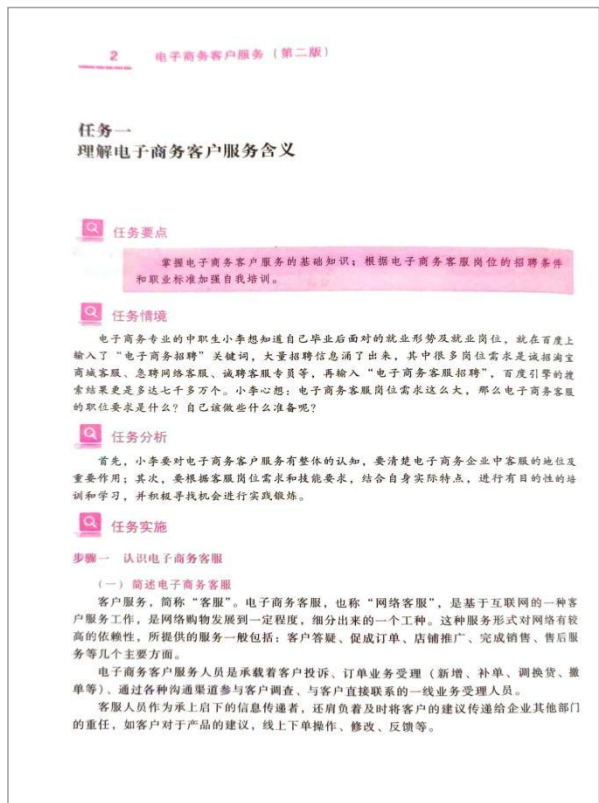 2 电子商务客户服务（第二版）
任务一
理解电子商务客户服务含义
任务要点
掌握电子商务客户服务的基础知识；根据电子商务客服岗位的招聘条件
和职业标准加强自我培训。
任务情境
电子商务专业的中职生小李想知道自己毕业后面对的就业形势及就业岗位，就在百度上
输入了“电子商务招聘”关键词，大量招聘信息涌了出来，其中很多岗位需求是诚招淘宝
商城客服、急聘网络客服、诚聘客服专员等，再输入“电子商务客服招聘”，百度引擎的搜
索结果更是多达七千多万个。小李心想：电子商务客服岗位需求这么大，那么电子商务客服
的职位要求是什么？自己该做些什么准备呢？
任务分析
首先，小李要对电子商务客户服务有整体的认知，要清楚电子商务企业中客服的地位及
重要作用；其次，要根据客服岗位需求和技能要求，结合自身实际特点，进行有目的性的培
训和学习，并积极寻找机会进行实践锻炼。
任务实施
步骤一 认识电子商务客服
（一）简述电子商务客服
客户服务，简称“客服”。电子商务客服，也称“网络客服”，是基于互联网的一种客
户服务工作，是网络购物发展到一定程度，细分出来的一个工种。这种服务形式对网络有较
高的依赖性，所提供的服务一般包括：客户答疑、促成订单、店铺推广、完成销售、售后服
务等几个主要方面。
电子商务客户服务人员是承载着客户投诉、订单业务受理（新增、补单、调换货、撤
单等）、通过各种沟通渠道参与客户调查、与客户直接联系的一线业务受理人员。
客服人员作为承上启下的信息传递者，还肩负着及时将客户的建议传递给企业其他部门
的重任，如客户对于产品的建议，线上下单操作、修改、反馈等。